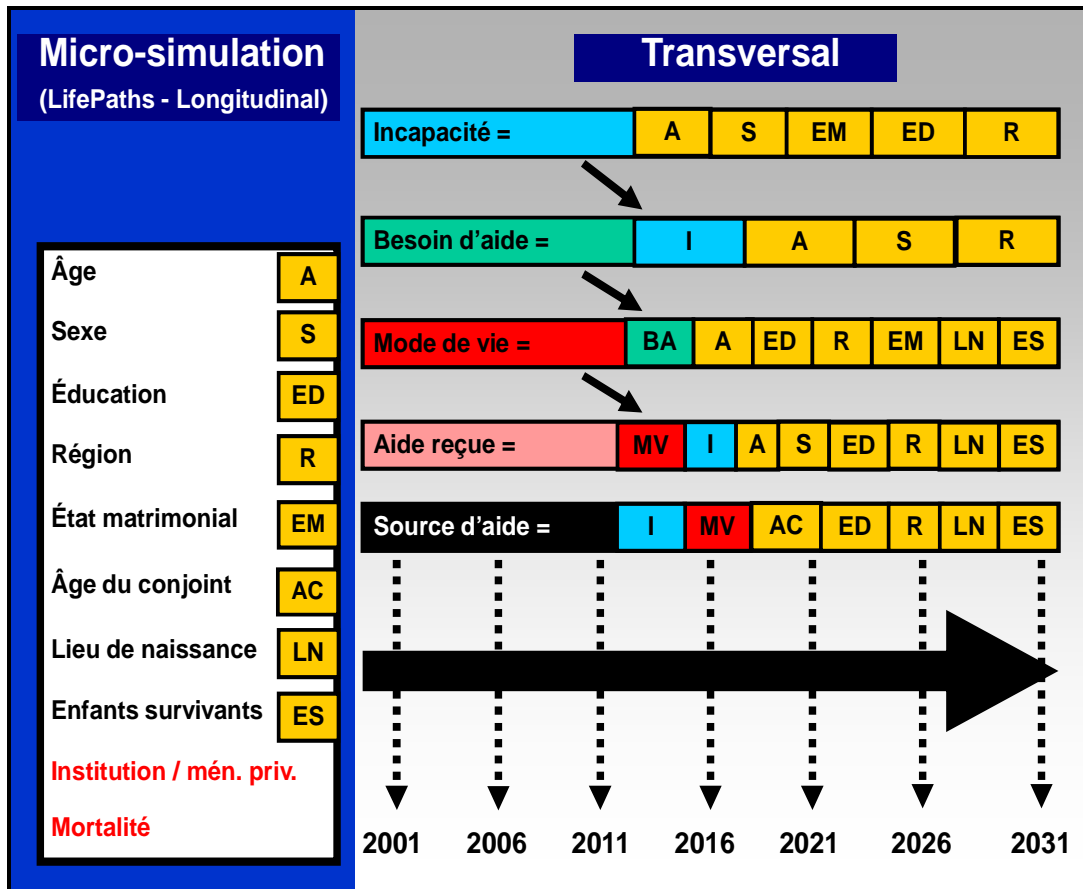 Micro-simulation
(LifePaths - Longitudinal)
Âge A
Sexe S
Éducation ED
Région R
État matrimonial EM
Âge du conjoint AC
Lieu de naissance LN
Enfants survivants ES
Institution / mén. priv.
Mortalité
Transversal
Incapacité = A S EM ED R
Besoin d'aide = I A S R
Mode de vie = BA A ED R EM LN ES
Aide reçue = MV I A S ED R LN ES
Source d'aide = I MV AC ED R LN ES
2001 2006 2011 2016 2021 2026 2031